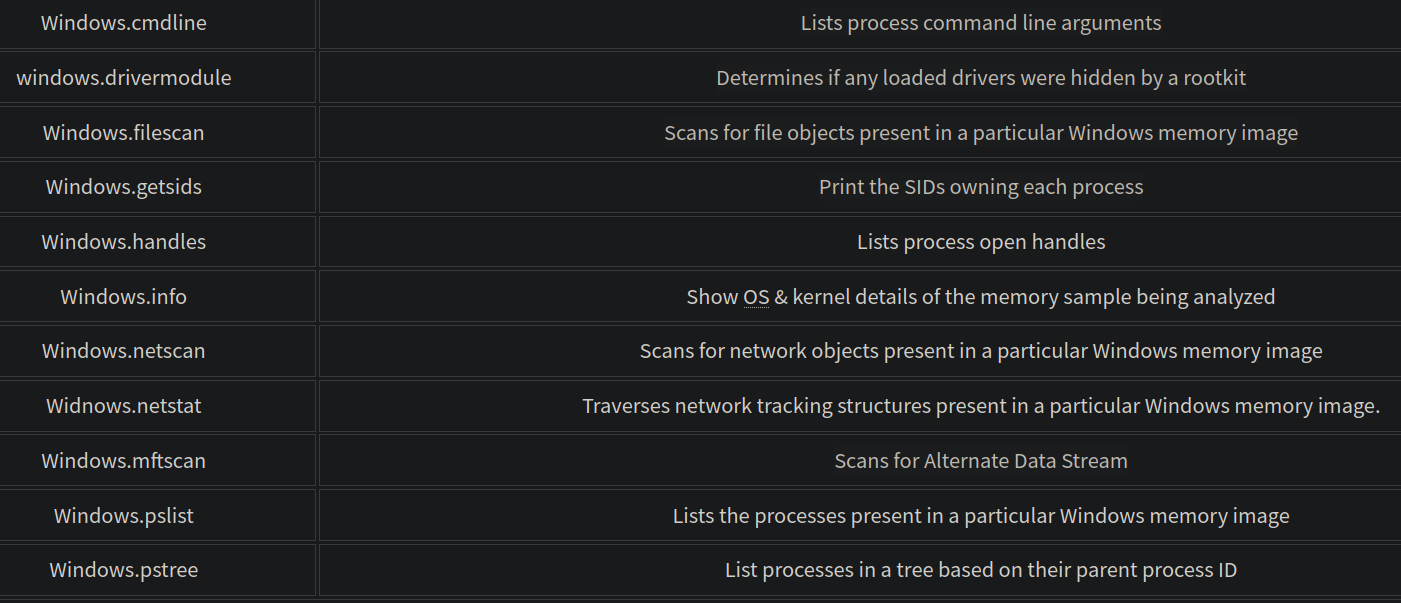 Windows.cmdline Lists process command line arguments
windows.drivermodule Determines if any loaded drivers were hidden by a rootkit
Windows.filescan Scans for file objects present in a particular Windows memory image
Windows.getsids Print the SIDs owning each process
Windows.handles Lists process open handles
Windows.info Show OS & kernel details of the memory sample being analyzed
Windows.netscan Scans for network objects present in a particular Windows memory image
Widnows.netstat Traverses network tracking structures present in a particular Windows memory image.
Windows.mftscan Scans for Alternate Data Stream
Windows.pslist Lists the processes present in a particular Windows memory image
Windows.pstree List processes in a tree based on their parent process ID